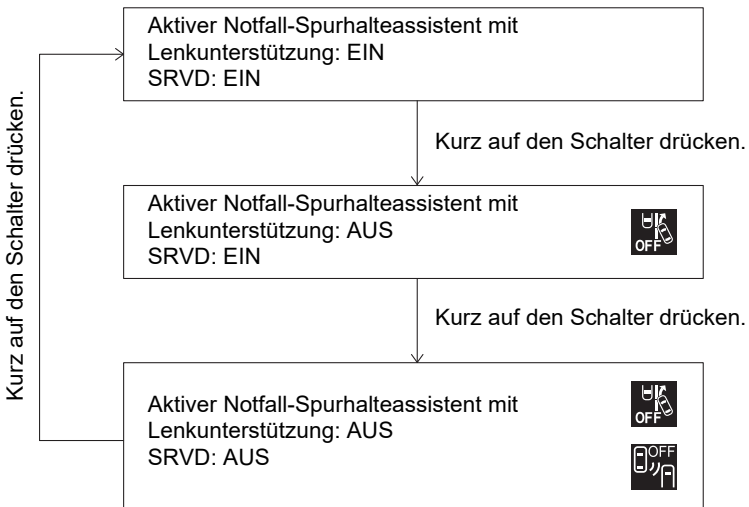 Aktiver Notfall-Spurhalteassistent mit
Lenkunterstützung: EIN
SRVD: EIN
Kurz auf den Schalter drücken.
Kurz auf den Schalter drücken.
Aktiver Notfall-Spurhalteassistent mit
Lenkunterstützung: AUS
SRVD: EIN
OFF
Kurz auf den Schalter drücken.
Aktiver Notfall-Spurhalteassistent mit
Lenkunterstützung: AUS
SRVD: AUS
OFF
OFF